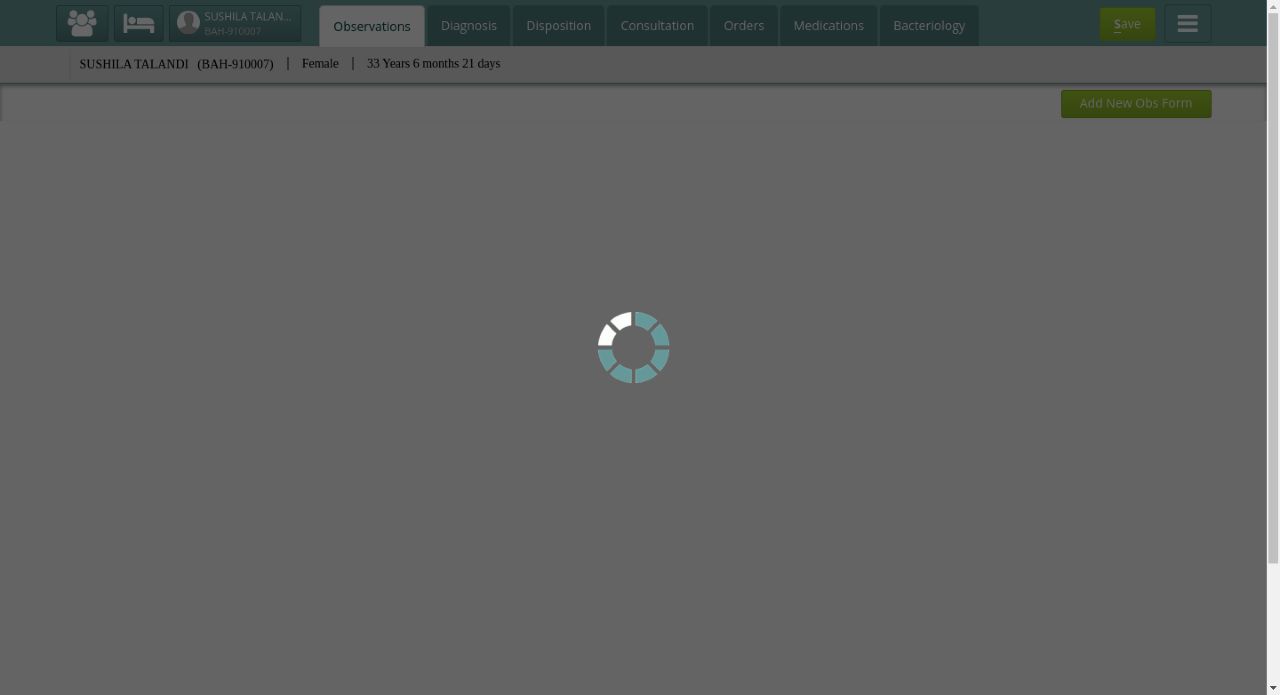 SUSHILA TALAN...
BAH-910007
Observations
Diagnosis
Disposition
Consultation
Orders
Medications
Bacteriology
Save
SUSHILA TALANDI (BAH-910007) | Female | 33 Years 6 months 21 days
Add New Obs Form